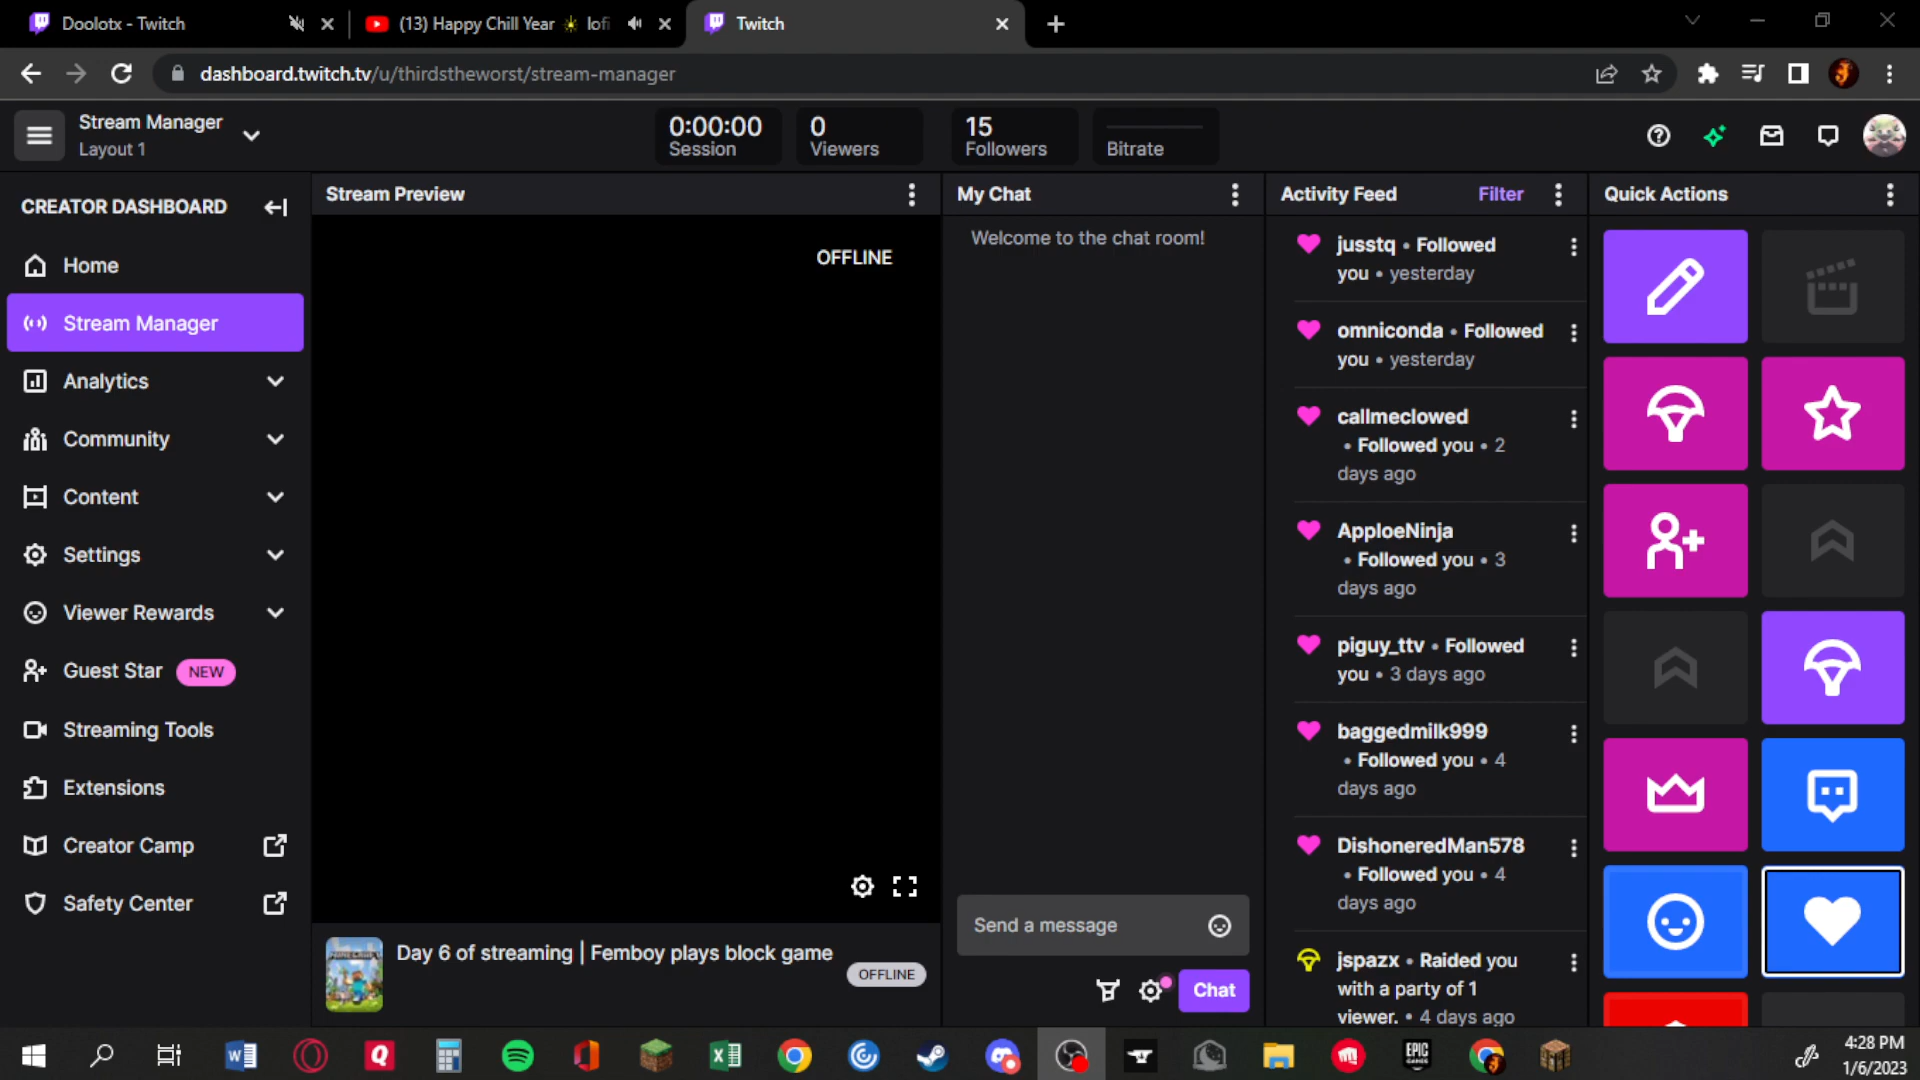 Doolotx - Twitch
(13) Happy Chill Year ☀ lofi
Twitch
dashboard.twitch.tv/u/thirdstheworst/stream-manager
Stream Manager
Layout 1
0:00:00
Session
0
Viewers
15
Followers
Bitrate
CREATOR DASHBOARD
Home
Stream Manager
Analytics
Community
Content
Settings
Viewer Rewards
Guest Star NEW
Streaming Tools
Extensions
Creator Camp
Safety Center
Stream Preview
OFFLINE
Day 6 of streaming | Femboy plays block game
OFFLINE
My Chat
Welcome to the chat room!
Send a message
Chat
Activity Feed Filter
jusstq • Followed
you • yesterday
omniconda • Followed
you • yesterday
callmeclowed
• Followed you • 2
days ago
ApploeNinja
• Followed you • 3
days ago
piguy_ttv • Followed
you • 3 days ago
baggedmilk999
• Followed you • 4
days ago
DishoneredMan578
• Followed you • 4
days ago
jspazx • Raided you
with a party of 1
viewer. • 4 days ago
Quick Actions
EPIC
GAMES
4:28 PM
1/6/2023